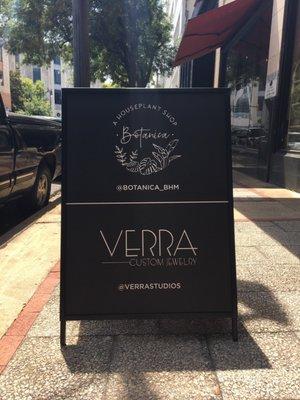 A HOUSEPLANT SHOP
Botanica
@BOTANICA_BHM
VERRA
CUSTOM JEWELRY
@VERRASTUDIOS